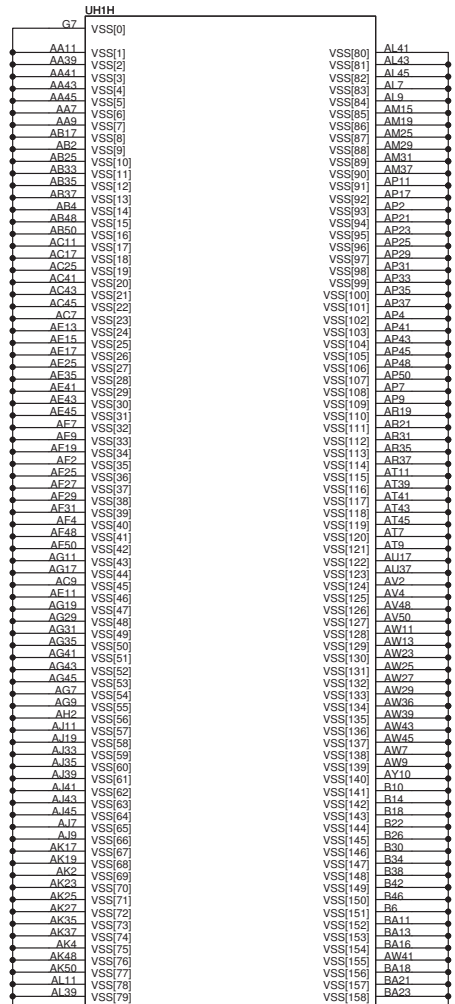 UH1H
G7 VSS[0]
AA11 VSS[1] VSS[80] AL41
AA39 VSS[2] VSS[81] AL43
AA41 VSS[3] VSS[82] AL45
AA43 VSS[4] VSS[83] AL7
AA45 VSS[5] VSS[84] AL9
AA7 VSS[6] VSS[85] AM15
AA9 VSS[7] VSS[86] AM19
AB17 VSS[8] VSS[87] AM25
AB2 VSS[9] VSS[88] AM29
AB25 VSS[10] VSS[89] AM31
AB33 VSS[11] VSS[90] AM37
AB35 VSS[12] VSS[91] AP11
AB37 VSS[13] VSS[92] AP17
AB4 VSS[14] VSS[93] AP2
AB48 VSS[15] VSS[94] AP21
AB50 VSS[16] VSS[95] AP23
AC11 VSS[17] VSS[96] AP25
AC17 VSS[18] VSS[97] AP29
AC25 VSS[19] VSS[98] AP31
AC41 VSS[20] VSS[99] AP33
AC43 VSS[21] VSS[100] AP35
AC45 VSS[22] VSS[101] AP37
AC7 VSS[23] VSS[102] AP4
AE13 VSS[24] VSS[103] AP41
AE15 VSS[25] VSS[104] AP43
AE17 VSS[26] VSS[105] AP45
AE25 VSS[27] VSS[106] AP48
AE35 VSS[28] VSS[107] AP50
AE41 VSS[29] VSS[108] AP7
AE43 VSS[30] VSS[109] AP9
AE45 VSS[31] VSS[110] AR19
AE7 VSS[32] VSS[111] AR21
AE9 VSS[33] VSS[112] AR31
AF19 VSS[34] VSS[113] AR35
AF2 VSS[35] VSS[114] AR37
AF25 VSS[36] VSS[115] AT11
AF27 VSS[37] VSS[116] AT39
AF29 VSS[38] VSS[117] AT41
AF31 VSS[39] VSS[118] AT43
AF4 VSS[40] VSS[119] AT45
AF48 VSS[41] VSS[120] AT7
AF50 VSS[42] VSS[121] AT9
AG11 VSS[43] VSS[122] AU17
AG17 VSS[44] VSS[123] AU37
AC9 VSS[45] VSS[124] AV2
AE11 VSS[46] VSS[125] AV4
AG19 VSS[47] VSS[126] AV48
AG29 VSS[48] VSS[127] AV50
AG31 VSS[49] VSS[128] AW11
AG35 VSS[50] VSS[129] AW13
AG41 VSS[51] VSS[130] AW23
AG43 VSS[52] VSS[131] AW25
AG45 VSS[53] VSS[132] AW27
AG7 VSS[54] VSS[133] AW29
AG9 VSS[55] VSS[134] AW36
AH2 VSS[56] VSS[135] AW39
AJ11 VSS[57] VSS[136] AW43
AJ19 VSS[58] VSS[137] AW45
AJ33 VSS[59] VSS[138] AW7
AJ35 VSS[60] VSS[139] AW9
AJ39 VSS[61] VSS[140] AY10
AJ41 VSS[62] VSS[141] B10
AJ43 VSS[63] VSS[142] B14
AJ45 VSS[64] VSS[143] B18
AJ7 VSS[65] VSS[144] B22
AJ9 VSS[66] VSS[145] B26
AK17 VSS[67] VSS[146] B30
AK19 VSS[68] VSS[147] B34
AK2 VSS[69] VSS[148] B38
AK23 VSS[70] VSS[149] B42
AK25 VSS[71] VSS[150] B46
AK27 VSS[72] VSS[151] B6
AK35 VSS[73] VSS[152] BA11
AK37 VSS[74] VSS[153] BA13
AK4 VSS[75] VSS[154] BA16
AK48 VSS[76] VSS[155] AW41
AK50 VSS[77] VSS[156] BA18
AL11 VSS[78] VSS[157] BA21
AL39 VSS[79] VSS[158] BA23